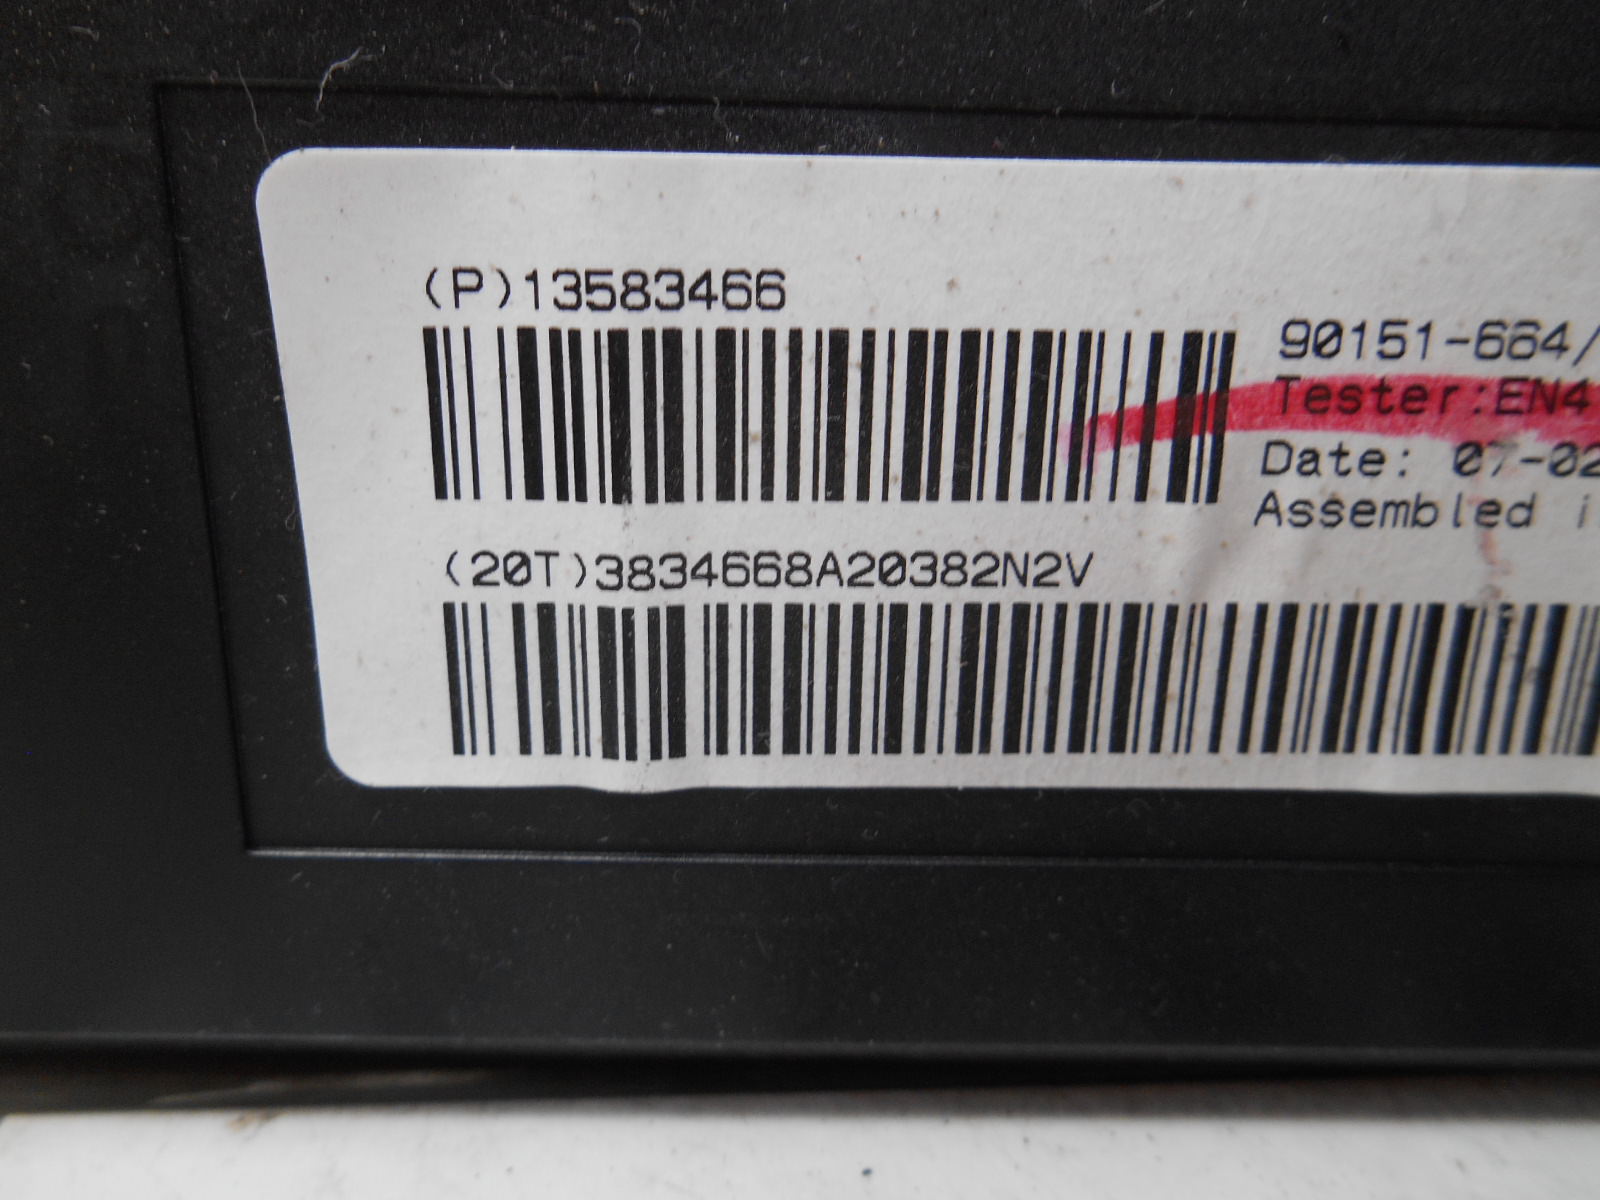 (P)13583466
90151-664/
Tester:EN4
Date: 07-02
Assembled i
(20T)3834668A20382N2V